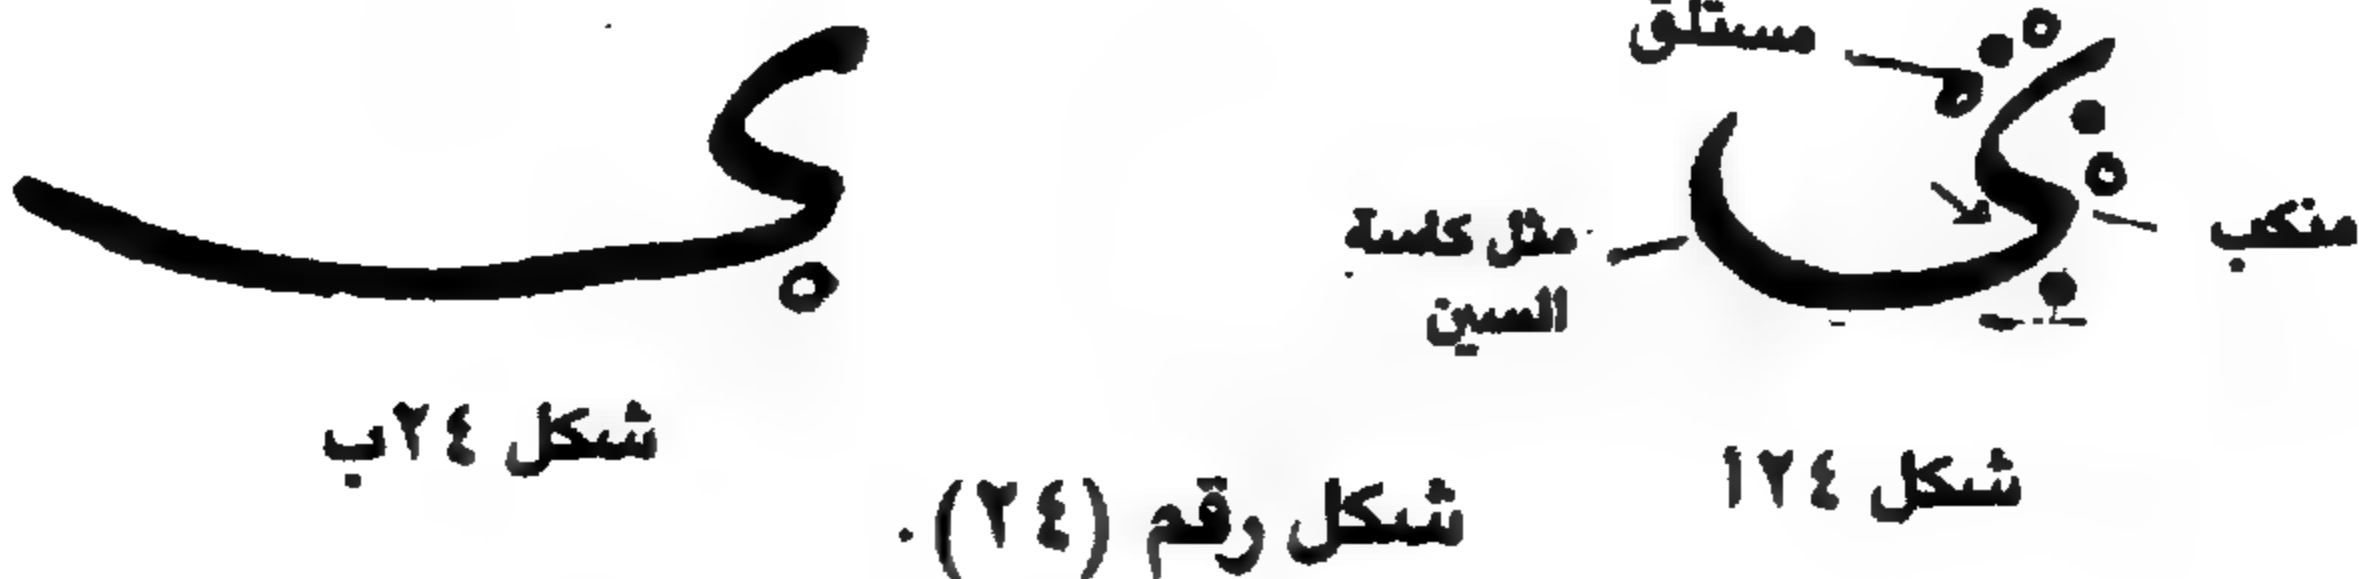 مستلق
ى
منكب
مثل كاسة
السين
شكل ٢٤أ
ى
شكل ٢٤ب
شكل رقم (٢٤).